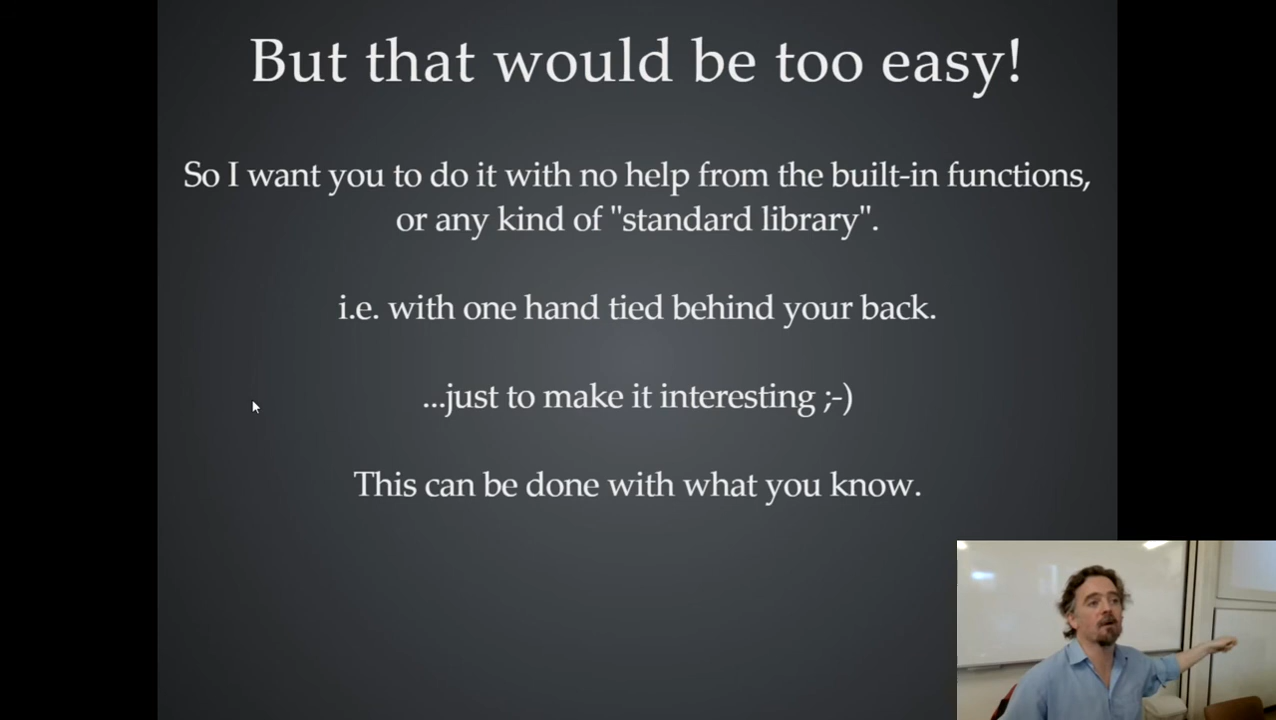 But that would be too easy!
So I want you to do it with no help from the built-in functions,
or any kind of "standard library".
i.e. with one hand tied behind your back.
...just to make it interesting ;-)
This can be done with what you know.